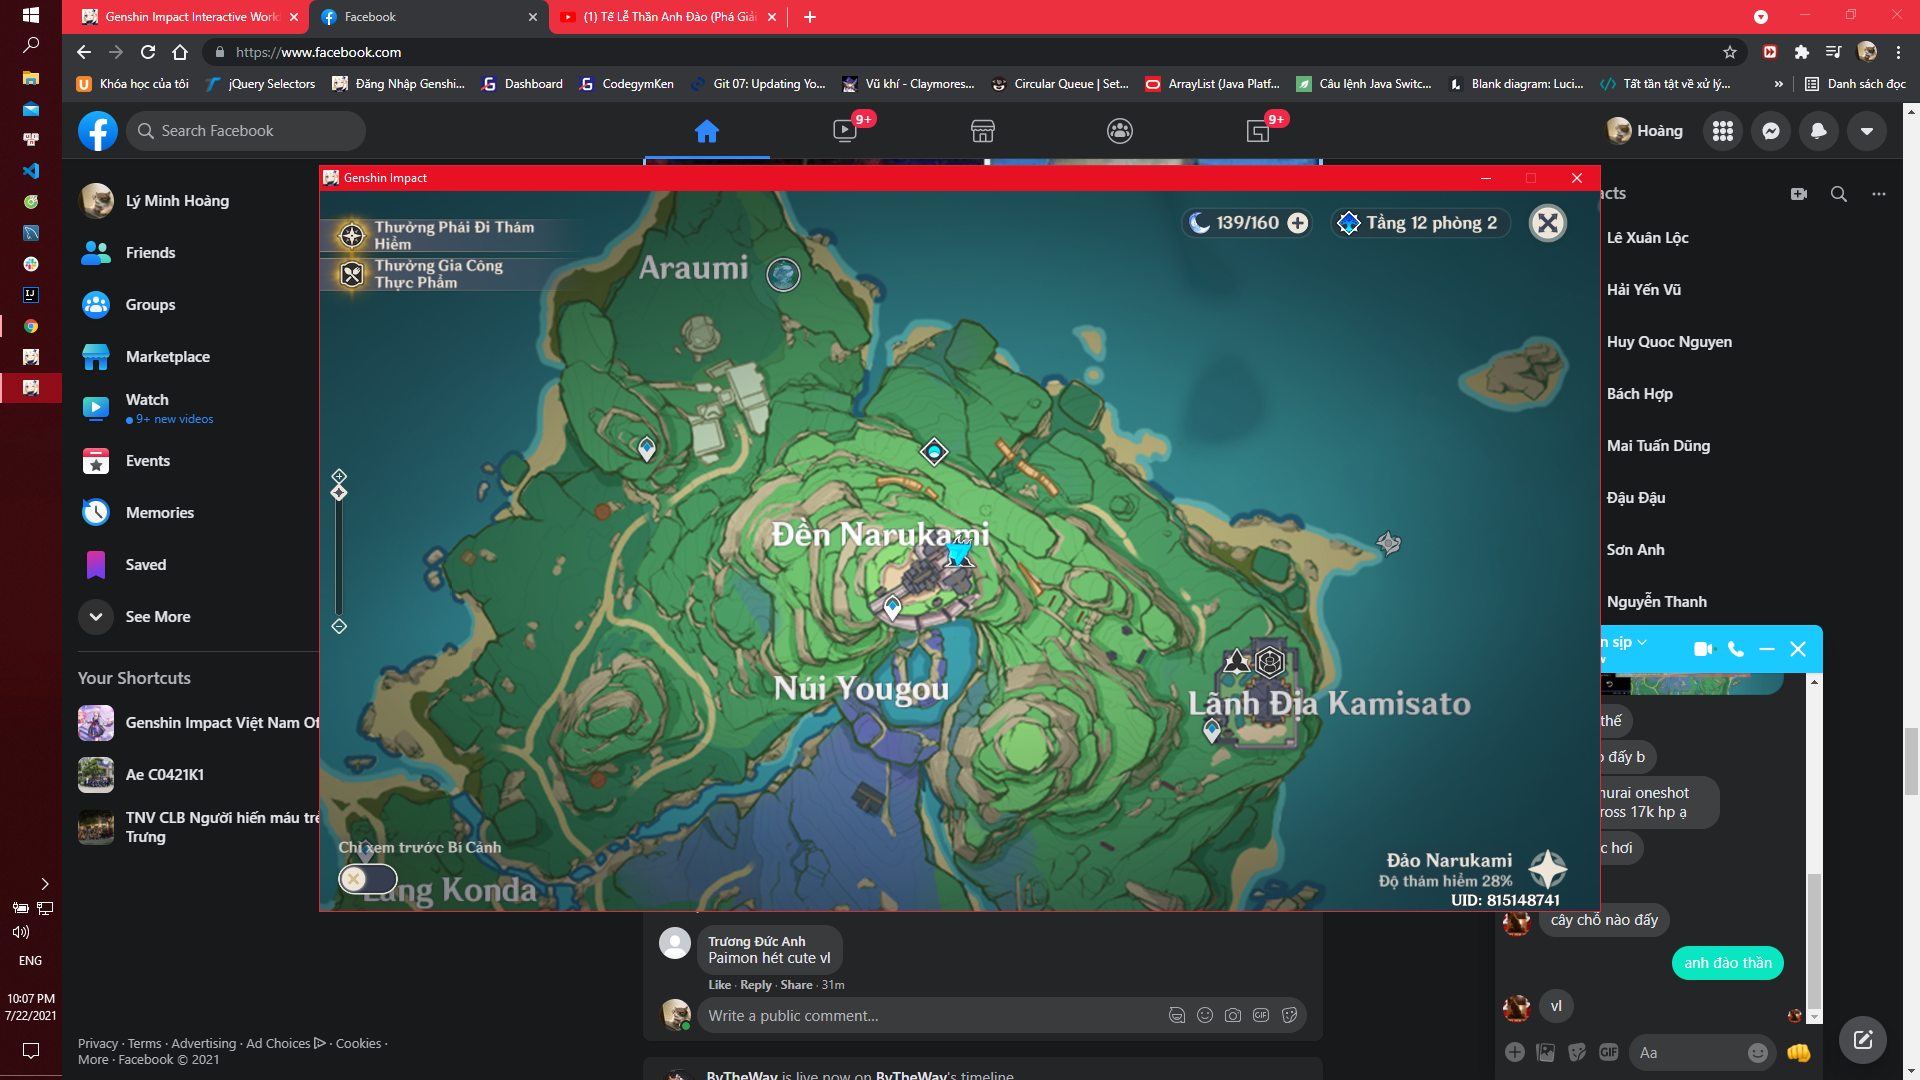 Genshin Impact Interactive World
Facebook
(1) Tế Lễ Thần Anh Đào (Phá Giải
https://www.facebook.com
Khóa học của tôi
jQuery Selectors
Đăng Nhập Genshi...
Dashboard
CodegymKen
Git 07: Updating Yo...
Vũ khí - Claymores...
Circular Queue | Set...
ArrayList (Java Platf...
Câu lệnh Java Switc...
Blank diagram: Luci...
Tất tần tật về xử lý...
»
Danh sách đọc
Search Facebook
9+
9+
Hoàng
Lý Minh Hoàng
Friends
Groups
Marketplace
Watch
9+ new videos
Events
Memories
Saved
See More
Your Shortcuts
Genshin Impact Việt Nam Of
Ae C0421K1
TNV CLB Người hiến máu trẻ
Trưng
Privacy · Terms · Advertising · Ad Choices · Cookies ·
More · Facebook © 2021
Genshin Impact
Thưởng Phái Đi Thám
Hiểm
Thưởng Gia Công
Thực Phẩm
139/160
Tầng 12 phòng 2
Araumi
Đền Narukami
Núi Yougou
Lãnh Địa Kamisato
Chỉ xem trước Bí Cảnh
Làng Konda
Đảo Narukami
Độ thám hiểm 28%
UID: 815148741
Trương Đức Anh
Paimon hét cute vl
Like · Reply · Share · 31m
Write a public comment...
GIF
ByTheWay is live now on ByTheWay's timeline
acts
Lê Xuân Lộc
Hải Yến Vũ
Huy Quoc Nguyen
Bách Hợp
Mai Tuấn Dũng
Đậu Đậu
Sơn Anh
Nguyễn Thanh
n sịp
thế
đấy b
murai oneshot
ross 17k hp ạ
c hơi
cây chỗ nào đấy
anh đào thần
vl
GIF
Aa
ENG
10:07 PM
7/22/2021